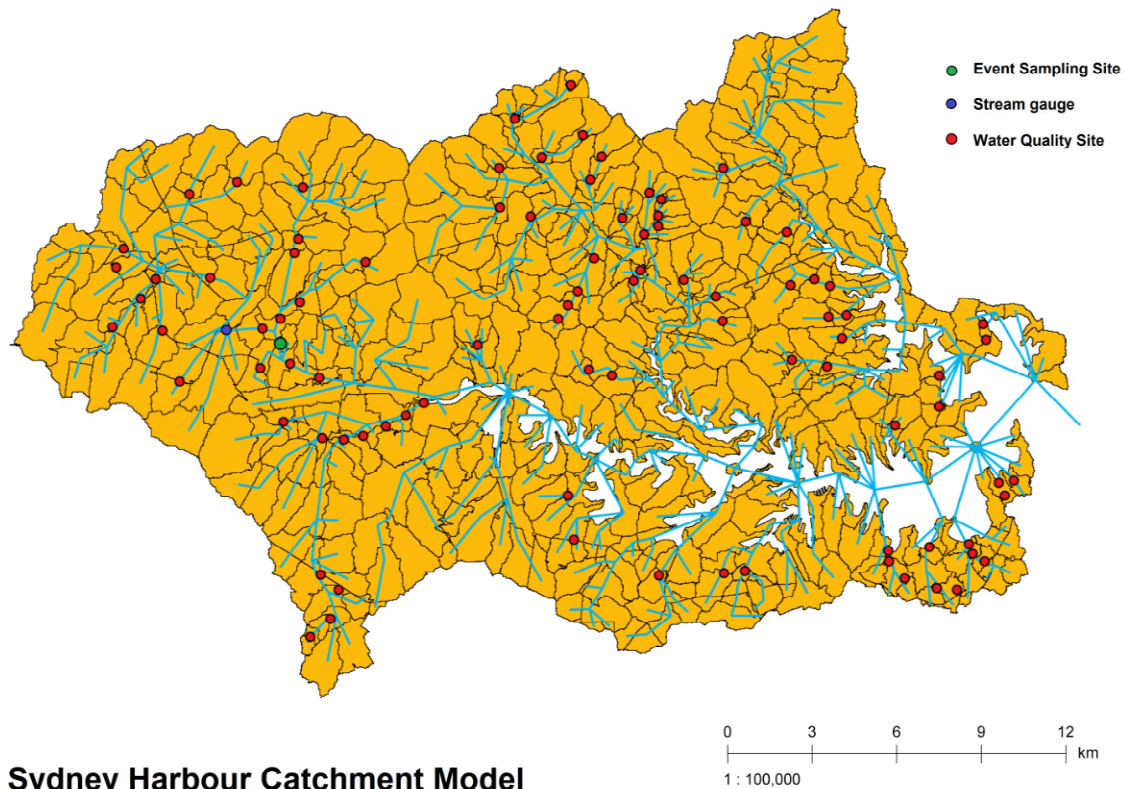 Event Sampling Site
Stream gauge
Water Quality Site
0 3 6 9 12
km
1 : 100,000
Sydney Harbour Catchment Model